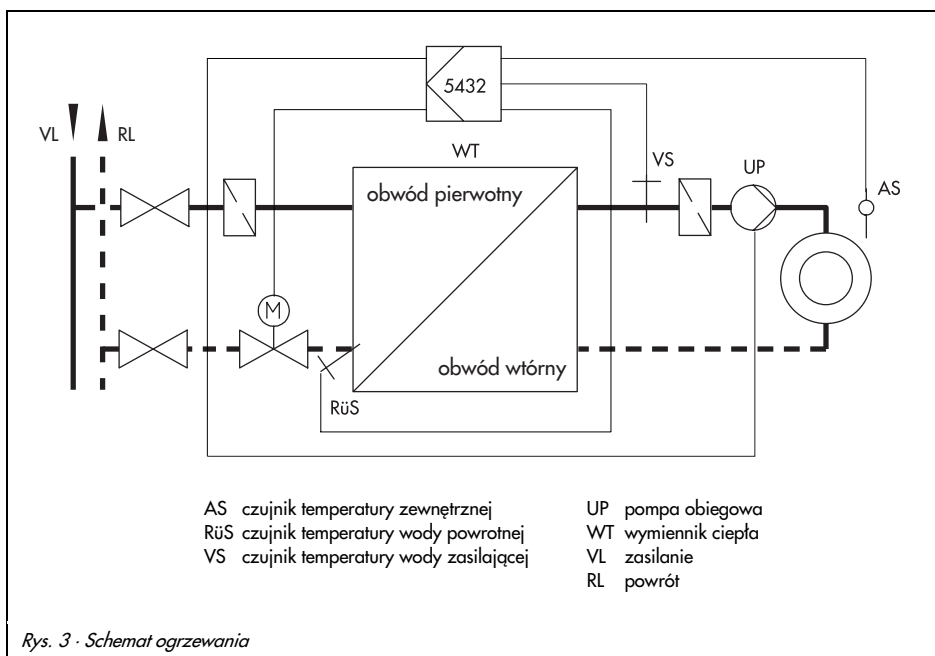 5432
VL
RL
WT
VS
UP
AS
obwód pierwotny
M
obwód wtórny
RüS
AS czujnik temperatury zewnętrznej
RüS czujnik temperatury wody powrotnej
VS czujnik temperatury wody zasilającej
UP pompa obiegowa
WT wymiennik ciepła
VL zasilanie
RL powrót
Rys. 3 · Schemat ogrzewania